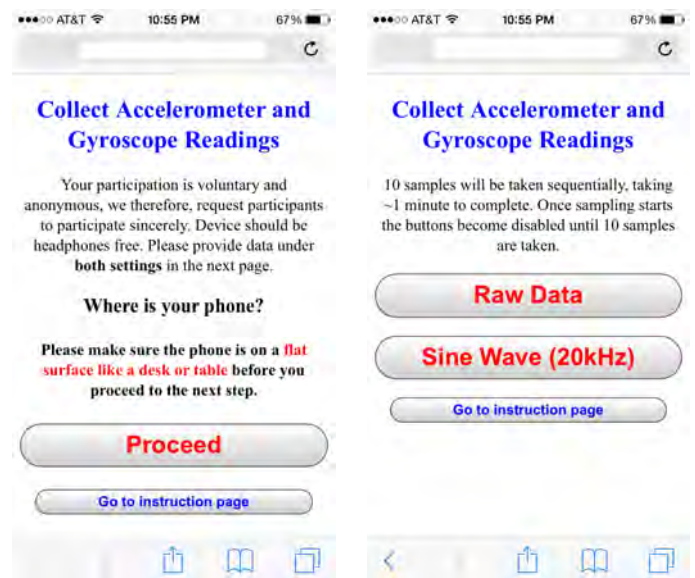 ●●●○○ AT&T 10:55 PM 67%
Collect Accelerometer and
Gyroscope Readings
Your participation is voluntary and
anonymous, we therefore, request participants
to participate sincerely. Device should be
headphones free. Please provide data under
both settings in the next page.
Where is your phone?
Please make sure the phone is on a flat
surface like a desk or table before you
proceed to the next step.
Proceed
Go to instruction page
●●●○○ AT&T 10:55 PM 67%
Collect Accelerometer and
Gyroscope Readings
10 samples will be taken sequentially, taking
~1 minute to complete. Once sampling starts
the buttons become disabled until 10 samples
are taken.
Raw Data
Sine Wave (20kHz)
Go to instruction page